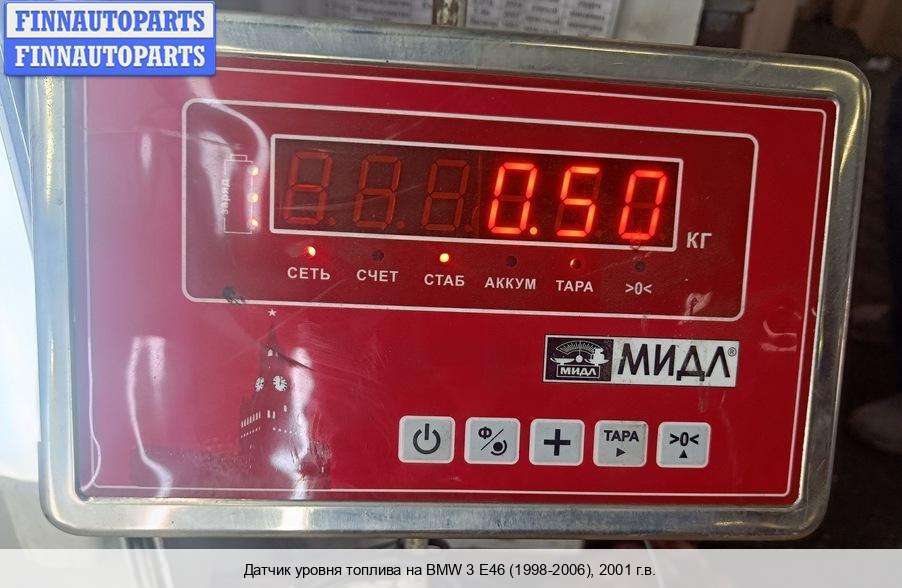 FINNAUTOPARTS
FINNAUTOPARTS
заряд
0.50
КГ
СЕТЬ СЧЕТ СТАБ АККУМ ТАРА >0<
МИДЛ МИДЛ®
Ф ТАРА >0<
Датчик уровня топлива на BMW 3 E46 (1998-2006), 2001 г.в.